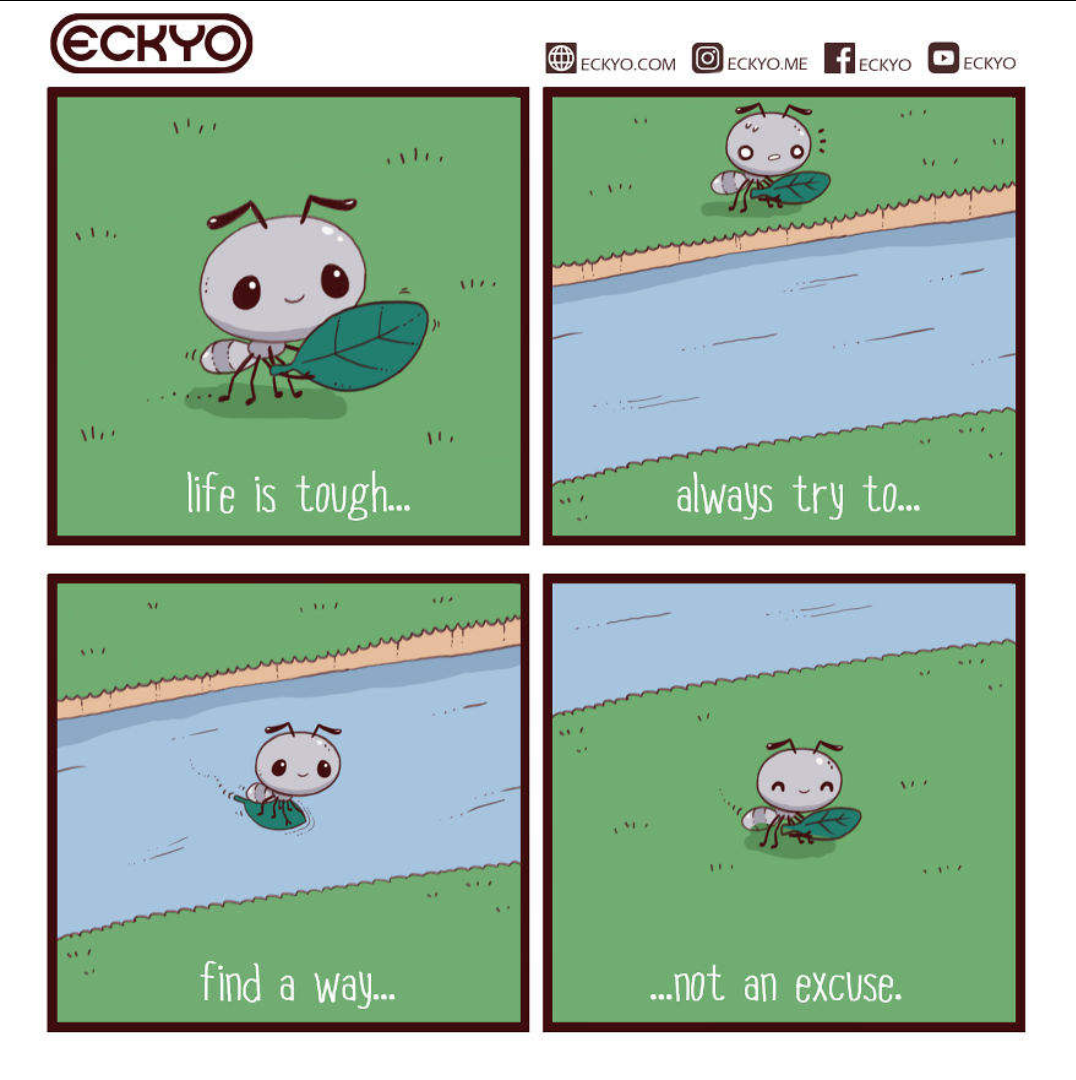 ECKYO
ECKYO.COM ECKYO.ME ECKYO ECKYO
life is tough...
always try to...
find a way...
...not an excuse.